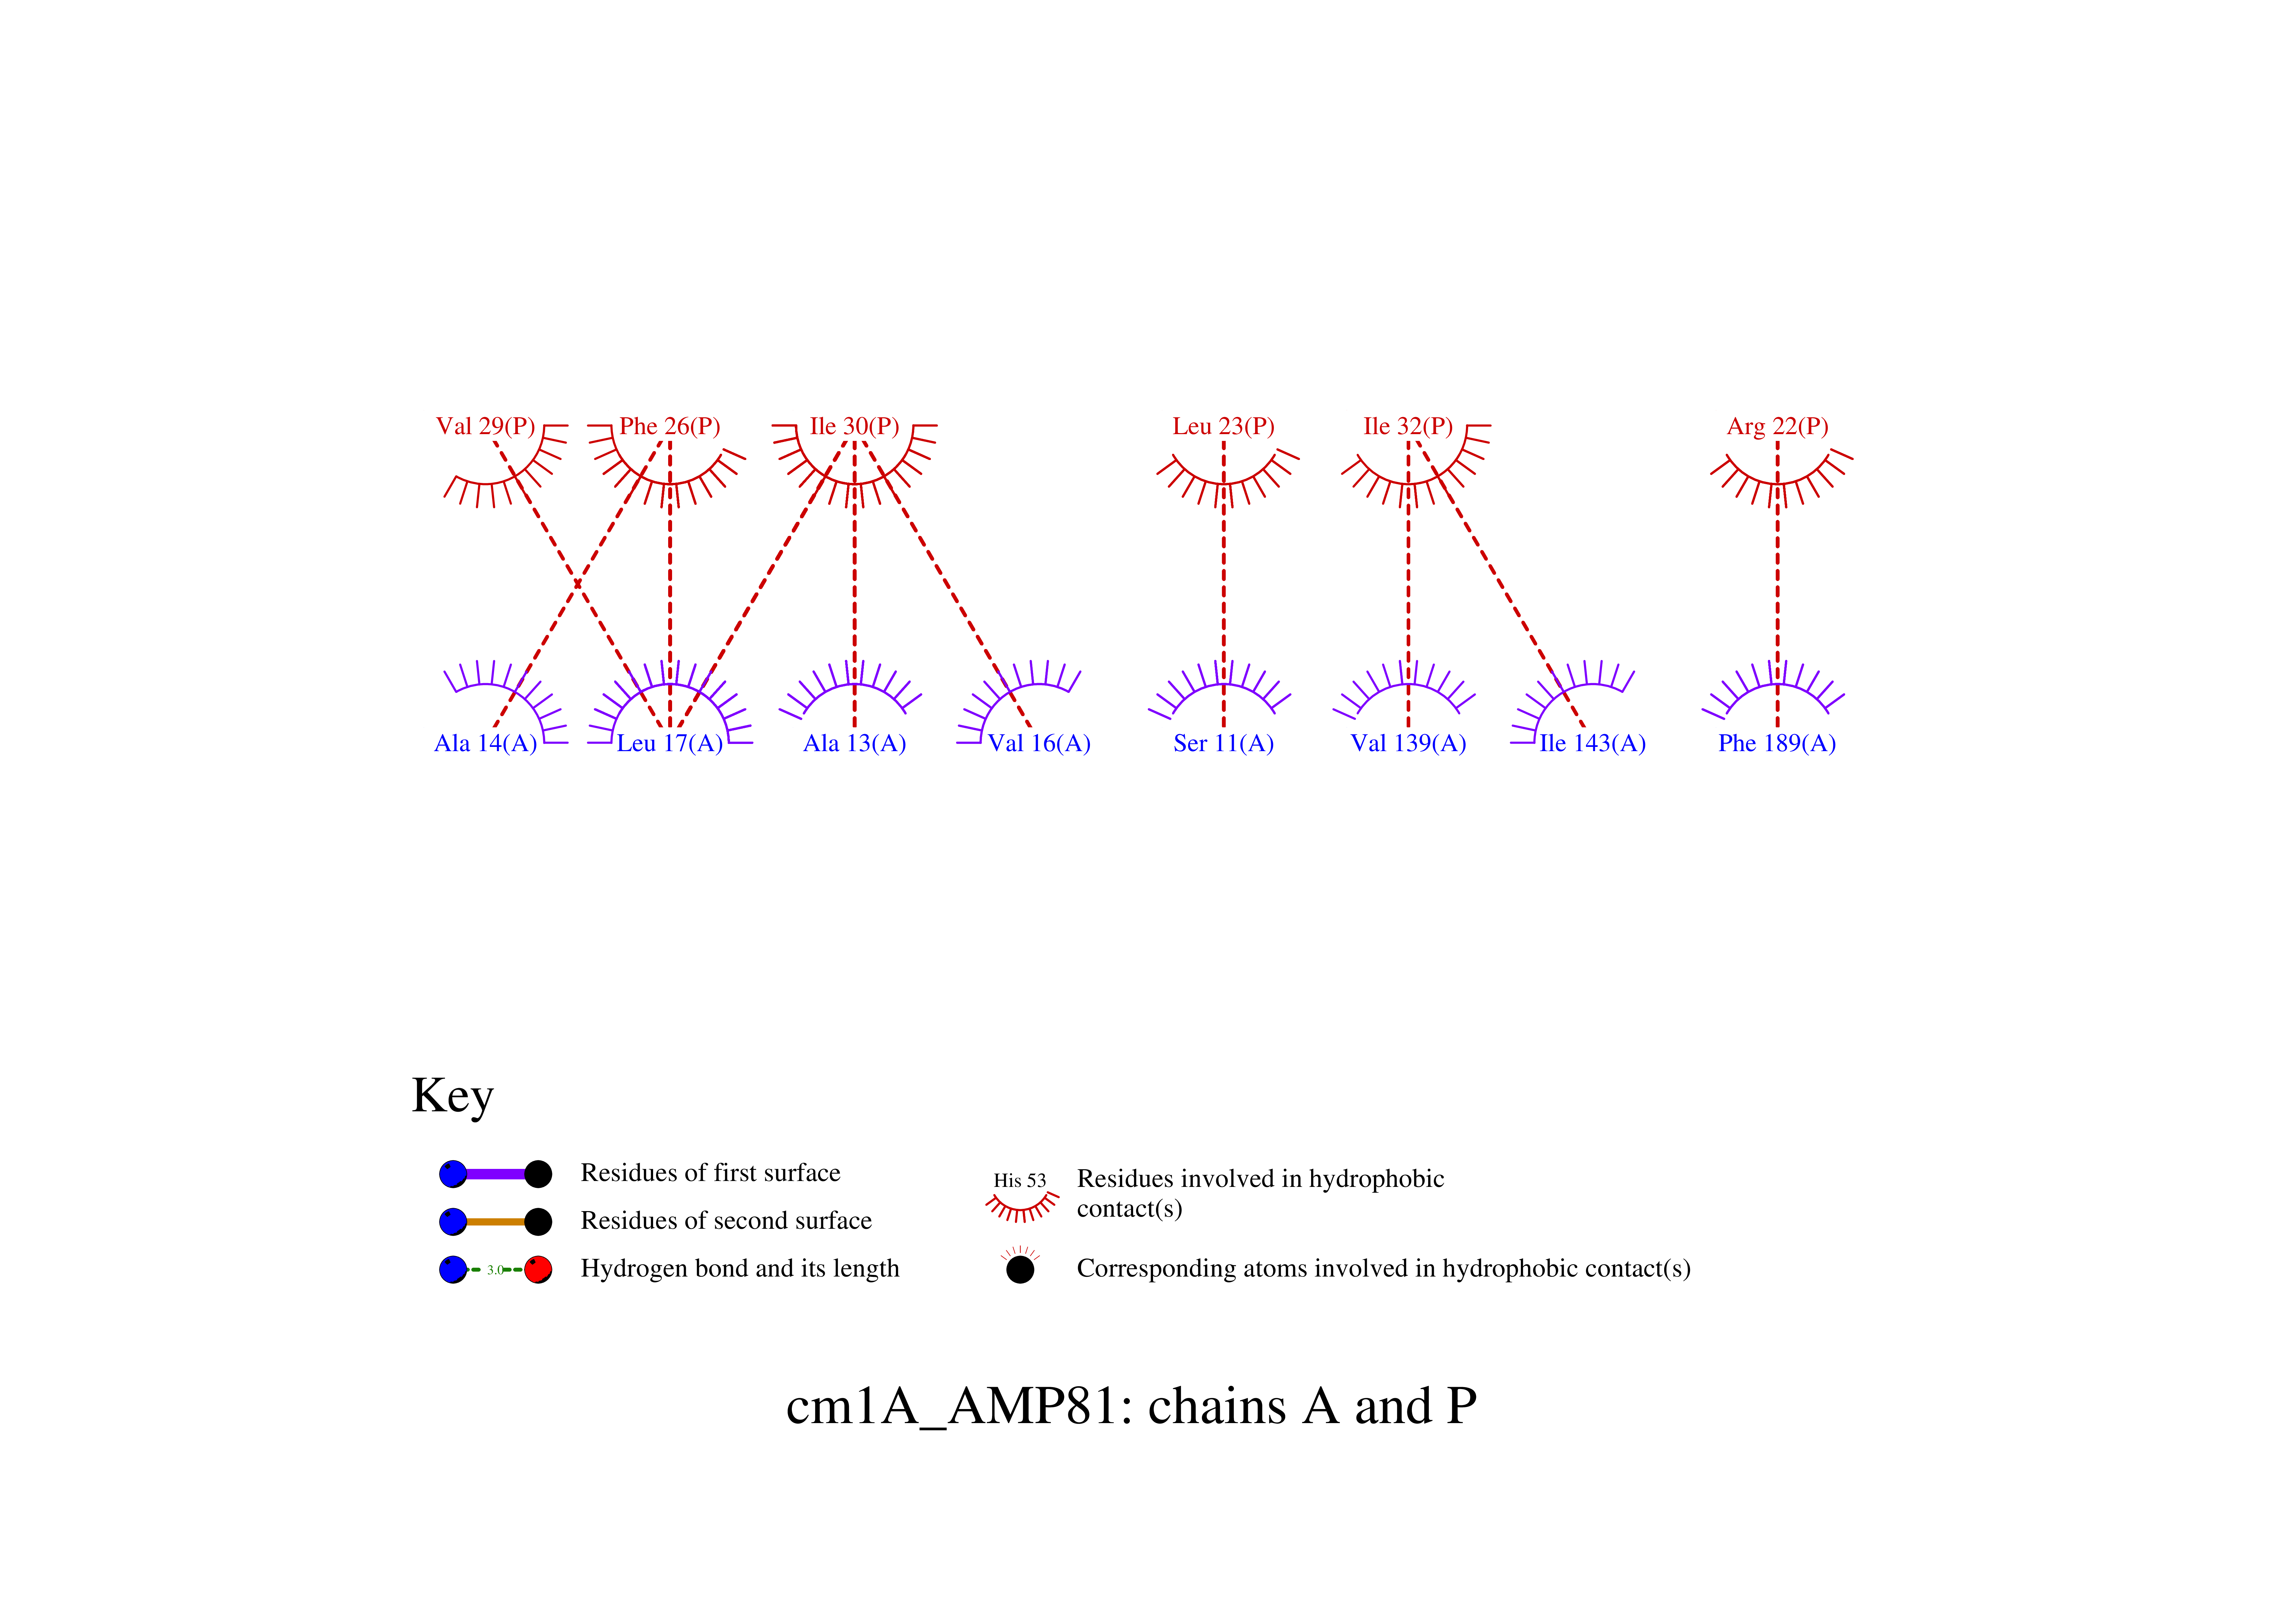 Val 29(P) Phe 26(P) Ile 30(P) Leu 23(P) Ile 32(P) Arg 22(P)
Ala 14(A) Leu 17(A) Ala 13(A) Val 16(A) Ser 11(A) Val 139(A) Ile 143(A) Phe 189(A)
Key
Residues of first surface
Residues of second surface
3.0 Hydrogen bond and its length
His 53 Residues involved in hydrophobic
contact(s)
Corresponding atoms involved in hydrophobic contact(s)
cm1A_AMP81: chains A and P